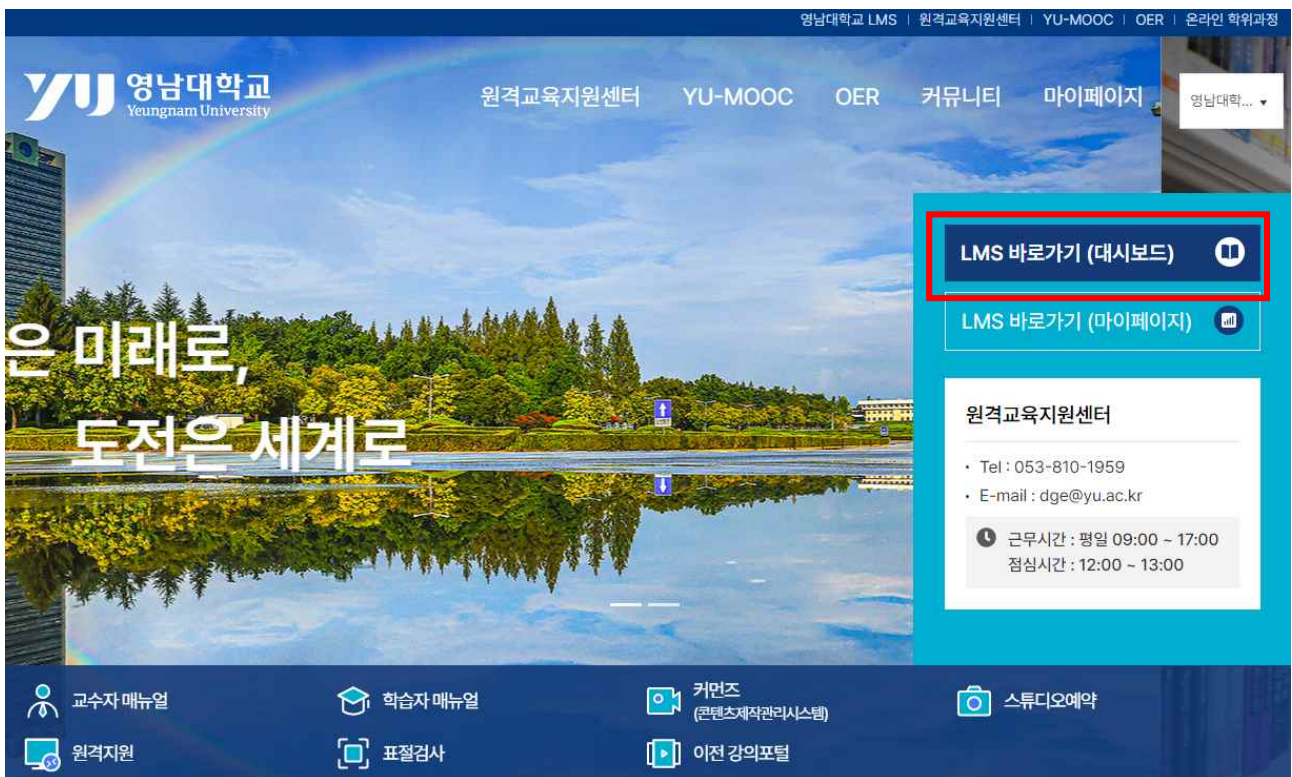 영남대학교 LMS | 원격교육지원센터 | YU-MOOC | OER | 온라인 학위과정
YU 영남대학교
Yeungnam University
원격교육지원센터 YU-MOOC OER 커뮤니티 마이페이지
영남대학... ▾
LMS 바로가기 (대시보드)
LMS 바로가기 (마이페이지)
은 미래로,
도전은 세계로
원격교육지원센터
· Tel : 053-810-1959
· E-mail : dge@yu.ac.kr
근무시간 : 평일 09:00 ~ 17:00
점심시간 : 12:00 ~ 13:00
교수자 매뉴얼
학습자 매뉴얼
커먼즈
(콘텐츠제작관리시스템)
스튜디오예약
원격지원
표절검사
이전 강의포털